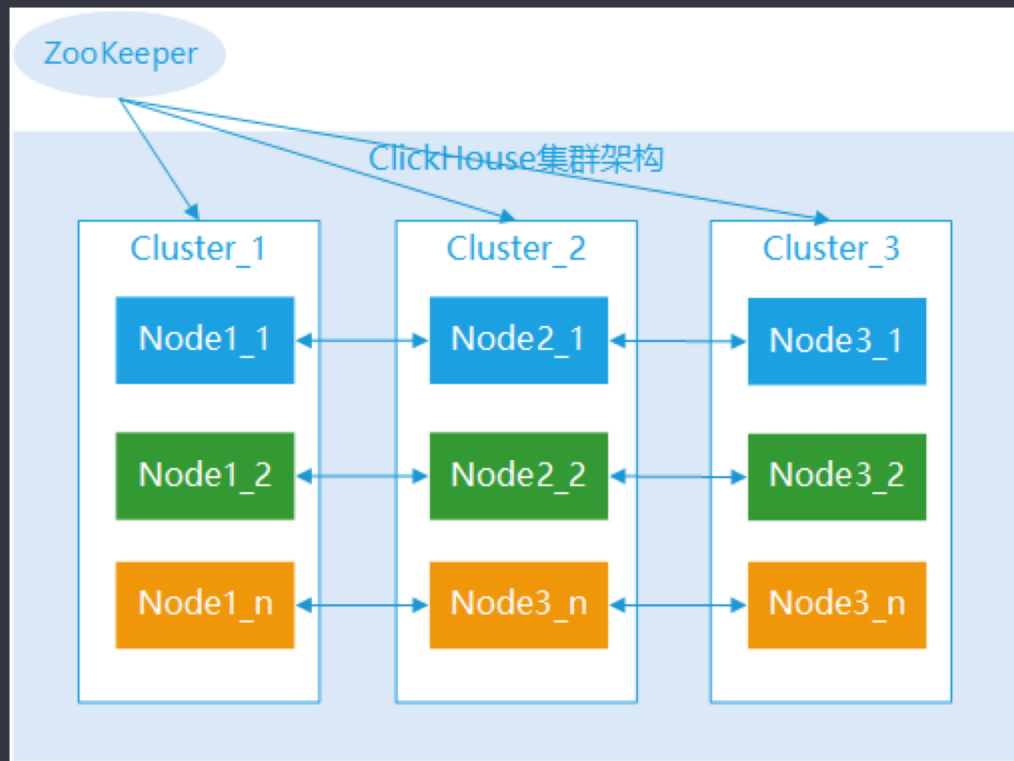 ZooKeeper
ClickHouse集群架构
Cluster_1
Cluster_2
Cluster_3
Node1_1
Node2_1
Node3_1
Node1_2
Node2_2
Node3_2
Node1_n
Node3_n
Node3_n